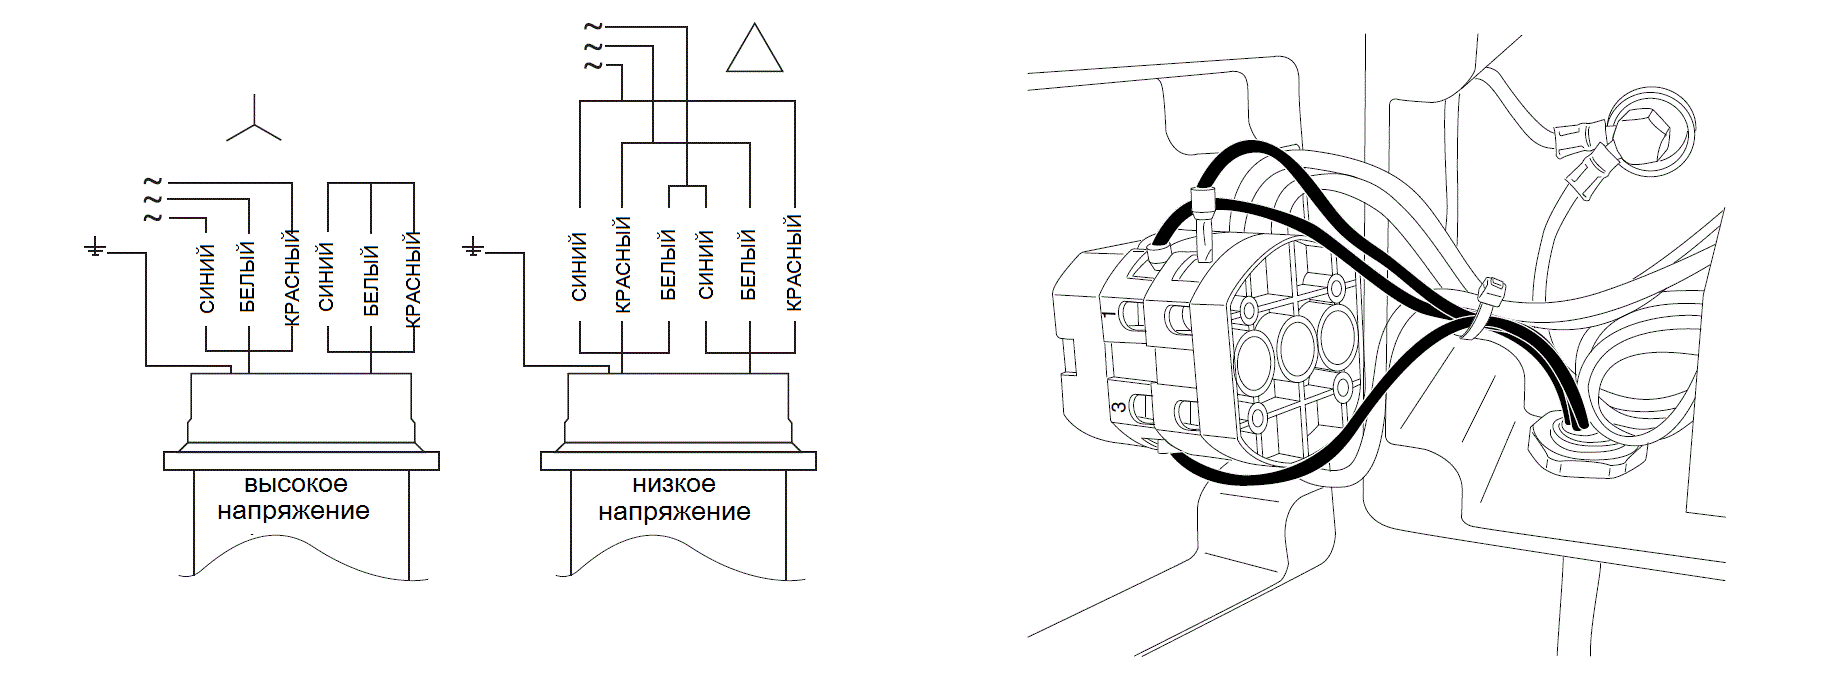 СИНИЙ
БЕЛЫЙ
КРАСНЫЙ
СИНИЙ
БЕЛЫЙ
КРАСНЫЙ
высокое
напряжение
СИНИЙ
КРАСНЫЙ
БЕЛЫЙ
СИНИЙ
БЕЛЫЙ
КРАСНЫЙ
низкое
напряжение
1
3